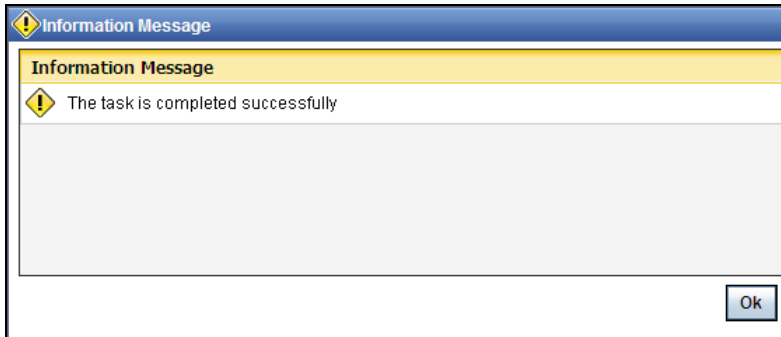 Information Message
Information Message
The task is completed successfully
Ok